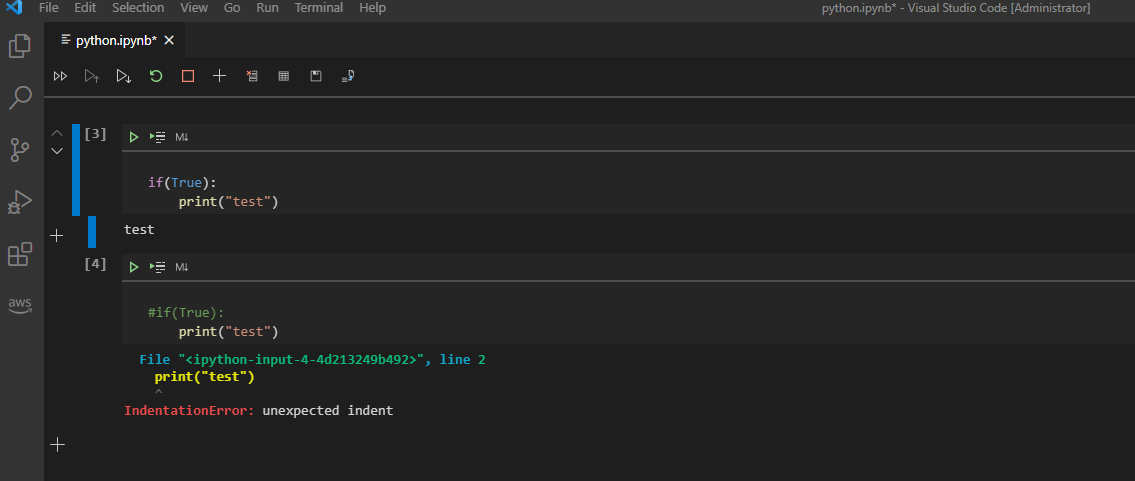 File Edit Selection View Go Run Terminal Help python.ipynb* - Visual Studio Code [Administrator]
python.ipynb*
[3] M↓
if(True):
    print("test")
test
[4] M↓
#if(True):
    print("test")
aws
  File "<ipython-input-4-4d213249b492>", line 2
    print("test")
    ^
IndentationError: unexpected indent